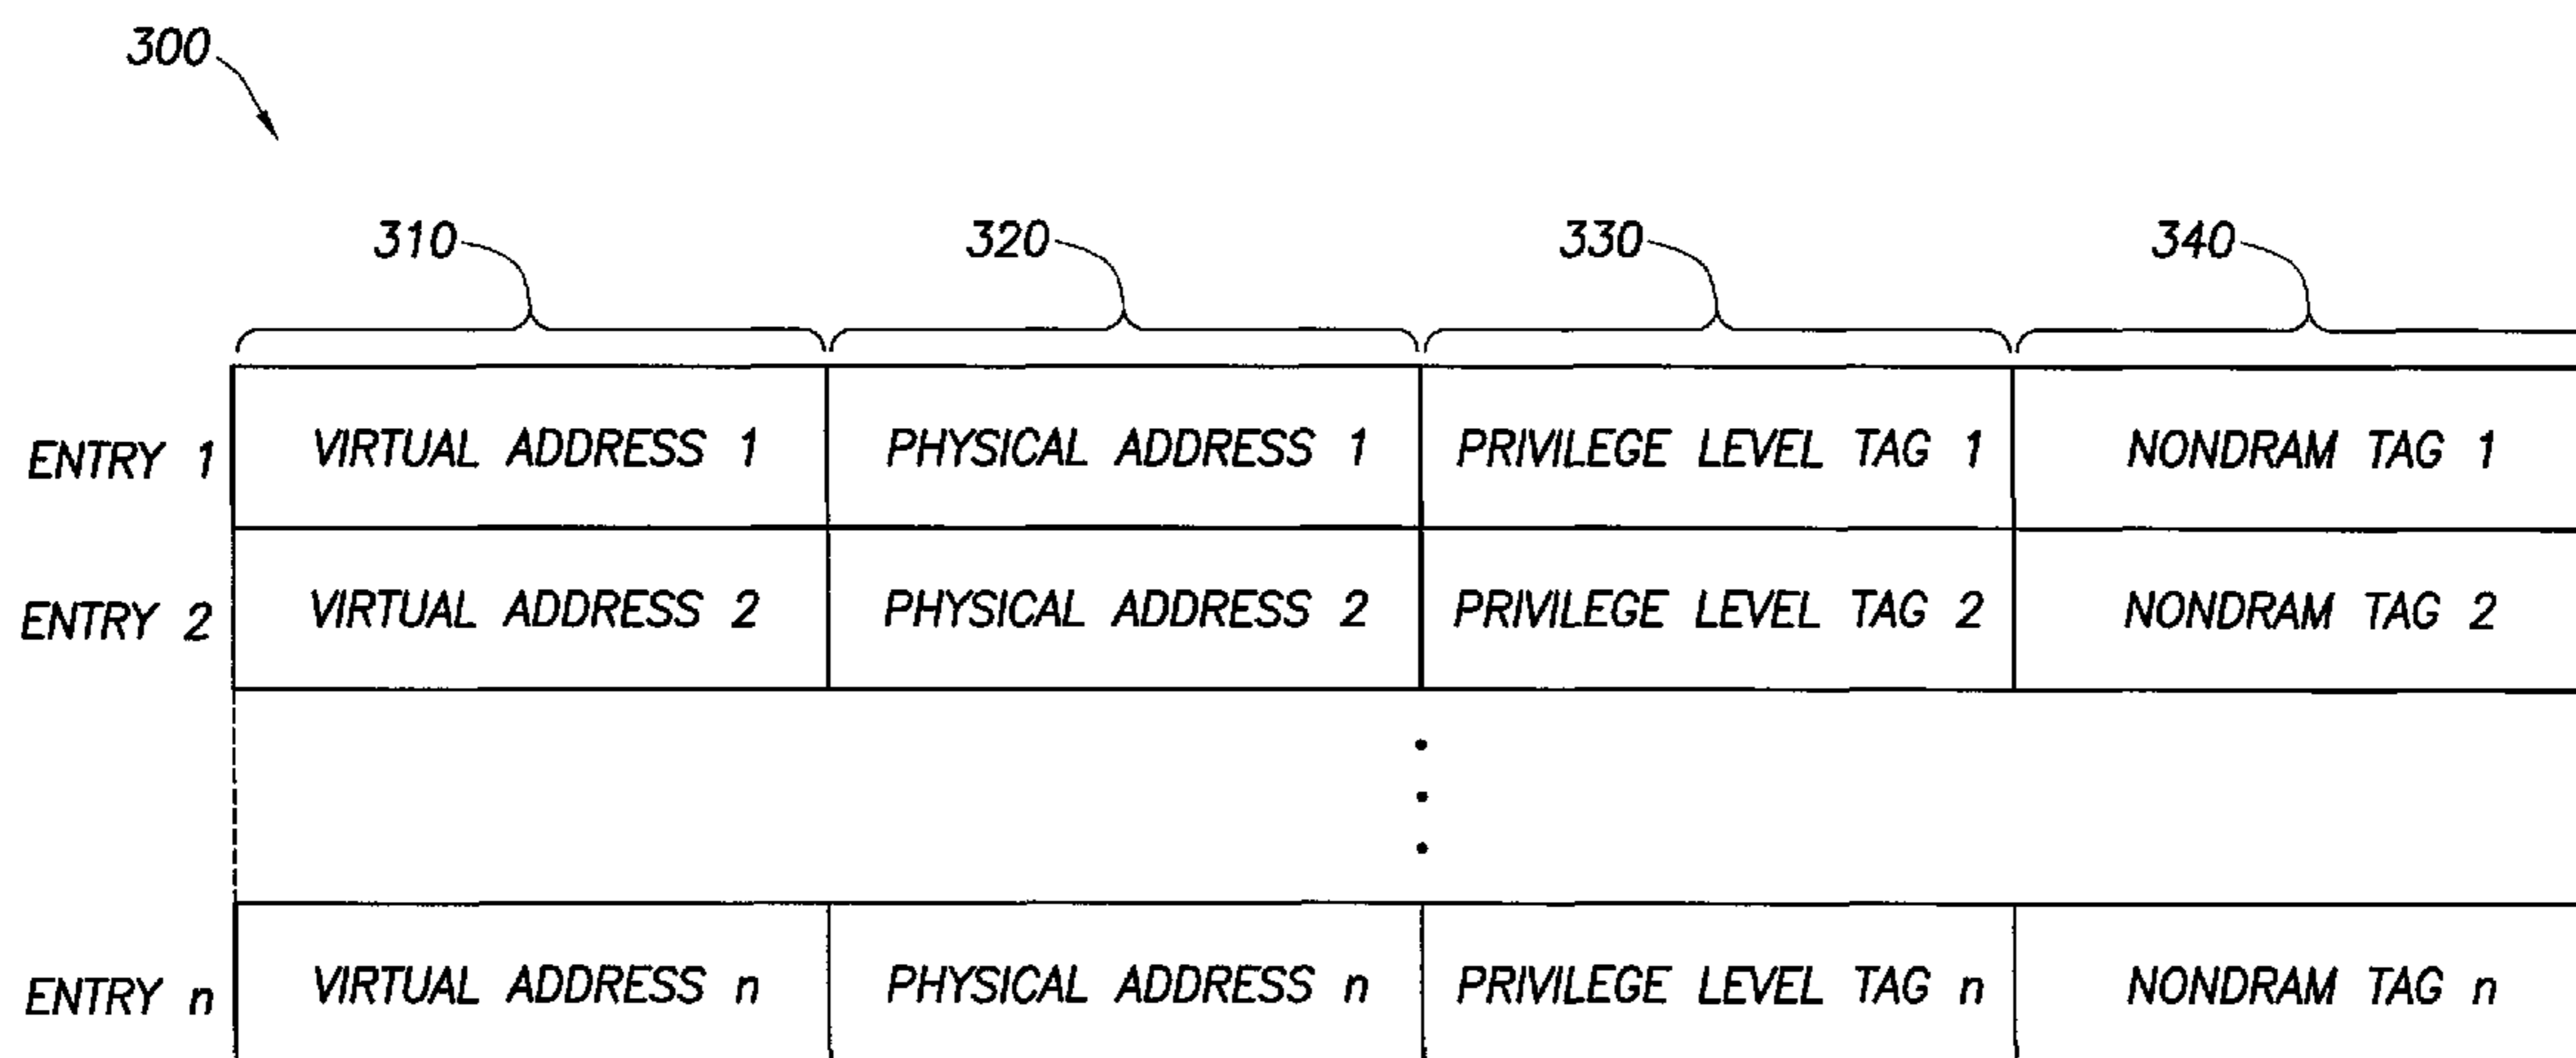 300
310 320 330 340
ENTRY 1 VIRTUAL ADDRESS 1 PHYSICAL ADDRESS 1 PRIVILEGE LEVEL TAG 1 NONDRAM TAG 1
ENTRY 2 VIRTUAL ADDRESS 2 PHYSICAL ADDRESS 2 PRIVILEGE LEVEL TAG 2 NONDRAM TAG 2
ENTRY n VIRTUAL ADDRESS n PHYSICAL ADDRESS n PRIVILEGE LEVEL TAG n NONDRAM TAG n